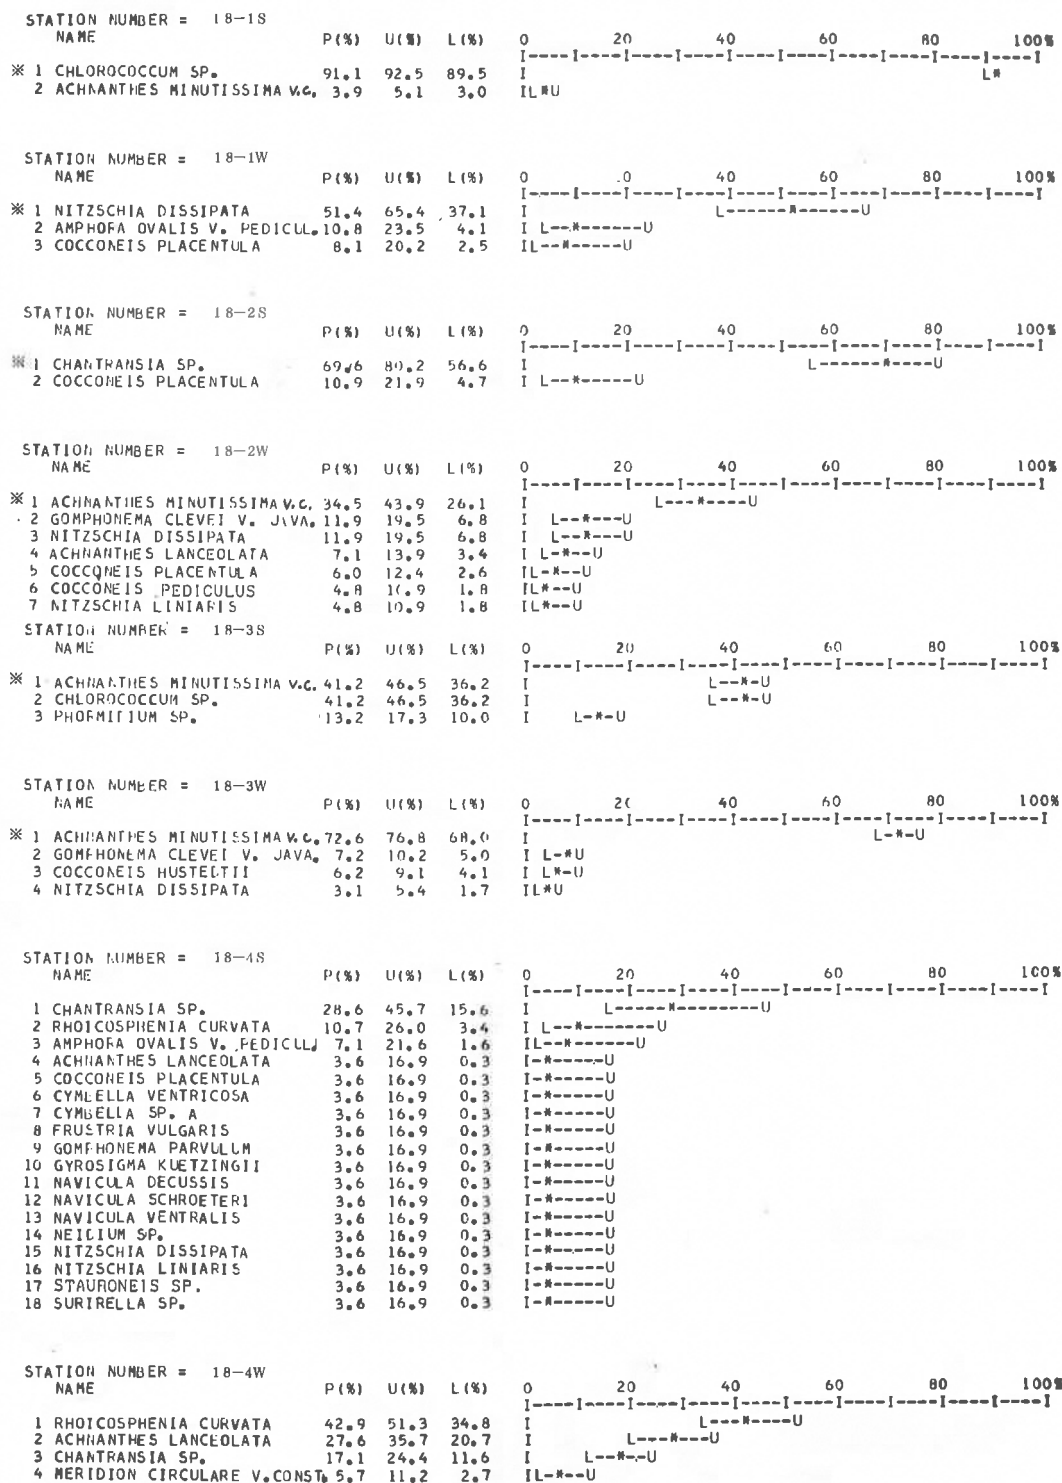 STATION NUMBER = 18-1S
NAME P(%) U(%) L(%) 0 20 40 60 80 100%
I----I----I----I----I----I----I----I----I----I----I
※ 1 CHLOROCOCCUM SP. 91.1 92.5 89.5 I L*
2 ACHNANTHES MINUTISSIMA V.C. 3.9 5.1 3.0 IL*U
STATION NUMBER = 18-1W
NAME P(%) U(%) L(%) 0 .0 40 60 80 100%
I----I----I----I----I----I----I----I----I----I----I
※ 1 NITZSCHIA DISSIPATA 51.4 65.4 37.1 I L------*------U
2 AMPHORA OVALIS V. PEDICUL. 10.8 23.5 4.1 I L--*------U
3 COCCONEIS PLACENTULA 8.1 20.2 2.5 IL--*-----U
STATION NUMBER = 18-2S
NAME P(%) U(%) L(%) 0 20 40 60 80 100%
I----I----I----I----I----I----I----I----I----I----I
※ 1 CHANTRANSIA SP. 69.6 80.2 56.6 I L------*----U
2 COCCONEIS PLACENTULA 10.9 21.9 4.7 I L--*-----U
STATION NUMBER = 18-2W
NAME P(%) U(%) L(%) 0 20 40 60 80 100%
I----I----I----I----I----I----I----I----I----I----I
※ 1 ACHNANTHES MINUTISSIMA V.C. 34.5 43.9 26.1 I L---*----U
2 GOMPHONEMA CLEVEI V. JAVA. 11.9 19.5 6.8 I L--*---U
3 NITZSCHIA DISSIPATA 11.9 19.5 6.8 I L--*---U
4 ACHNANTHES LANCEOLATA 7.1 13.9 3.4 I L-*--U
5 COCCONEIS PLACENTULA 6.0 12.4 2.6 IL-*--U
6 COCCONEIS PEDICULUS 4.8 10.9 1.8 IL*--U
7 NITZSCHIA LINIARIS 4.8 10.9 1.8 IL*--U
STATION NUMBER = 18-3S
NAME P(%) U(%) L(%) 0 20 40 60 80 100%
I----I----I----I----I----I----I----I----I----I----I
※ 1 ACHNANTHES MINUTISSIMA V.C. 41.2 46.5 36.2 I L--*-U
2 CHLOROCOCCUM SP. 41.2 46.5 36.2 I L--*-U
3 PHORMITIUM SP. 13.2 17.3 10.0 I L-*-U
STATION NUMBER = 18-3W
NAME P(%) U(%) L(%) 0 20 40 60 80 100%
I----I----I----I----I----I----I----I----I----I----I
※ 1 ACHNANTHES MINUTISSIMA V.C. 72.6 76.8 68.0 I L-*-U
2 GOMPHONEMA CLEVEI V. JAVA. 7.2 10.2 5.0 I L-*U
3 COCCONEIS HUSTEDTII 6.2 9.1 4.1 I L*-U
4 NITZSCHIA DISSIPATA 3.1 5.4 1.7 IL*U
STATION NUMBER = 18-4S
NAME P(%) U(%) L(%) 0 20 40 60 80 100%
I----I----I----I----I----I----I----I----I----I----I
1 CHANTRANSIA SP. 28.6 45.7 15.6 I L-----*--------U
2 RHOICOSPHENIA CURVATA 10.7 26.0 3.4 I L--*-------U
3 AMPHORA OVALIS V. PEDICUL. 7.1 21.6 1.6 IL--*------U
4 ACHNANTHES LANCEOLATA 3.6 16.9 0.3 I-*-----U
5 COCCONEIS PLACENTULA 3.6 16.9 0.3 I-*-----U
6 CYMBELLA VENTRICOSA 3.6 16.9 0.3 I-*-----U
7 CYMBELLA SP. A 3.6 16.9 0.3 I-*-----U
8 FRUSTRIA VULGARIS 3.6 16.9 0.3 I-*-----U
9 GOMPHONEMA PARVULUM 3.6 16.9 0.3 I-*-----U
10 GYROSIGMA KUETZINGII 3.6 16.9 0.3 I-*-----U
11 NAVICULA DECUSSIS 3.6 16.9 0.3 I-*-----U
12 NAVICULA SCHROETERI 3.6 16.9 0.3 I-*-----U
13 NAVICULA VENTRALIS 3.6 16.9 0.3 I-*-----U
14 NEIDIUM SP. 3.6 16.9 0.3 I-*-----U
15 NITZSCHIA DISSIPATA 3.6 16.9 0.3 I-*-----U
16 NITZSCHIA LINIARIS 3.6 16.9 0.3 I-*-----U
17 STAURONEIS SP. 3.6 16.9 0.3 I-*-----U
18 SURIRELLA SP. 3.6 16.9 0.3 I-*-----U
STATION NUMBER = 18-4W
NAME P(%) U(%) L(%) 0 20 40 60 80 100%
I----I----I----I----I----I----I----I----I----I----I
1 RHOICOSPHENIA CURVATA 42.9 51.3 34.8 I L---*----U
2 ACHNANTHES LANCEOLATA 27.6 35.7 20.7 I L---*---U
3 CHANTRANSIA SP. 17.1 24.4 11.6 I L--*--U
4 MERIDION CIRCULARE V.CONST. 5.7 11.2 2.7 IL-*--U